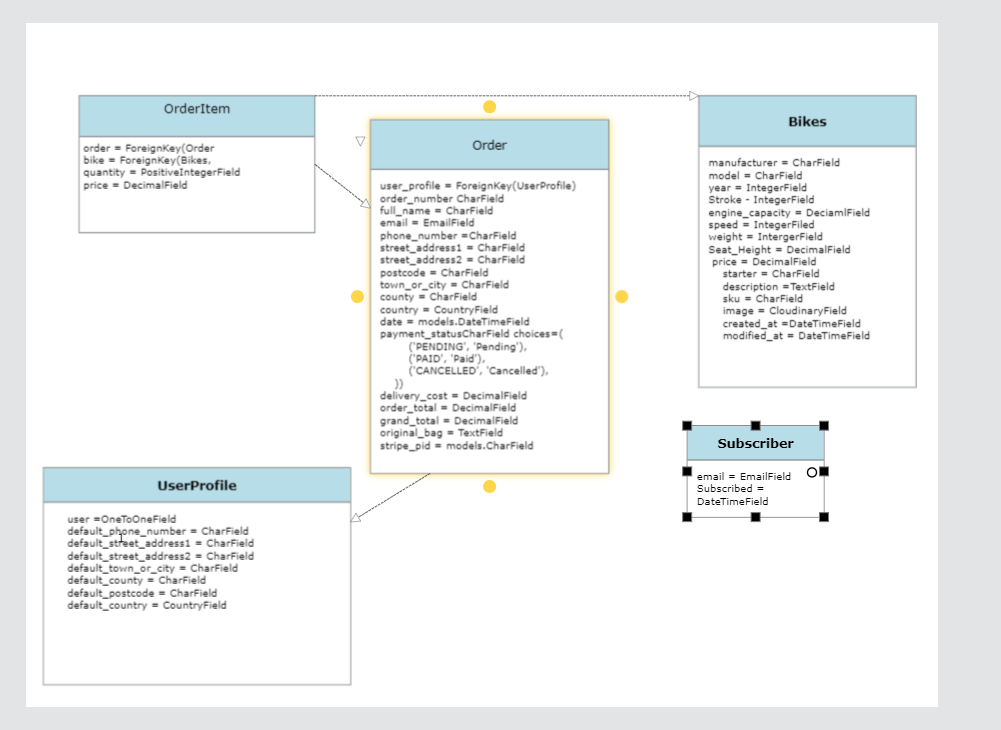 OrderItem
order = ForeignKey(Order
bike = ForeignKey(Bikes,
quantity = PositiveIntegerField
price = DecimalField
Order
user_profile = ForeignKey(UserProfile)
order_number CharField
full_name = CharField
email = EmailField
phone_number =CharField
street_address1 = CharField
street_address2 = CharField
postcode = CharField
town_or_city = CharField
county = CharField
country = CountryField
date = models.DateTimeField
payment_statusCharField choices=(
('PENDING', 'Pending'),
('PAID', 'Paid'),
('CANCELLED', 'Cancelled'),
))
delivery_cost = DecimalField
order_total = DecimalField
grand_total = DecimalField
original_bag = TextField
stripe_pid = models.CharField
Bikes
manufacturer = CharField
model = CharField
year = IntegerField
Stroke - IntegerField
engine_capacity = DeciamlField
speed = IntegerFiled
weight = IntergerField
Seat_Height = DecimalField
price = DecimalField
starter = CharField
description =TextField
sku = CharField
image = CloudinaryField
created_at =DateTimeField
modified_at = DateTimeField
Subscriber
email = EmailField
Subscribed =
DateTimeField
UserProfile
user =OneToOneField
default_phone_number = CharField
default_street_address1 = CharField
default_street_address2 = CharField
default_town_or_city = CharField
default_county = CharField
default_postcode = CharField
default_country = CountryField